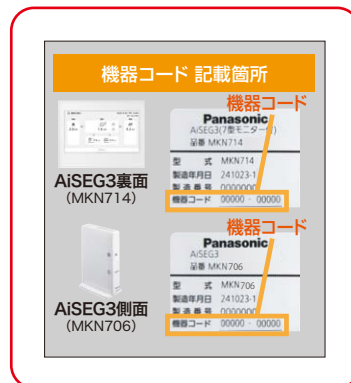 機器コード 記載箇所
機器コード
Panasonic
AiSEG3(7型モニター付)
品番 MKN714
型 式 MKN714
製造年月日 241023-1
製造番号 0000000
機器コード 00000 - 00000
AiSEG3裏面
(MKN714)
機器コード
Panasonic
AiSEG3
品番 MKN706
型 式 MKN706
製造年月日 241023-1
製造番号 0000000
機器コード 00000 - 00000
AiSEG3側面
(MKN706)